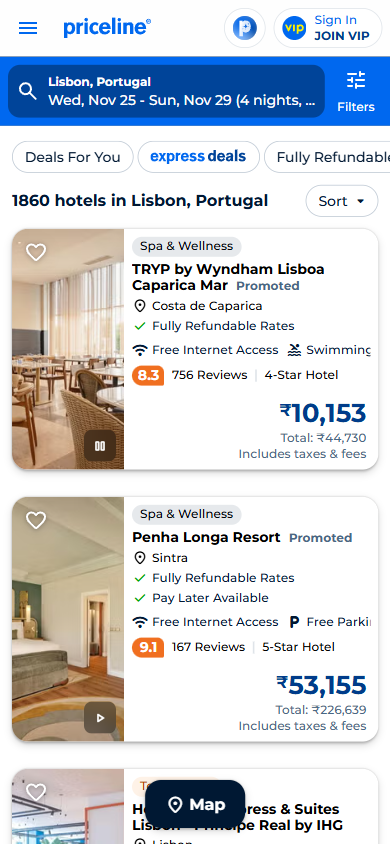 priceline®
Sign In
VIP
JOIN VIP
Lisbon, Portugal
Wed, Nov 25 - Sun, Nov 29 (4 nights, ...
Filters
Deals For You
express deals
Fully Refundable
1860 hotels in Lisbon, Portugal
Sort
Spa & Wellness
TRYP by Wyndham Lisboa
Caparica Mar Promoted
Costa de Caparica
Fully Refundable Rates
Free Internet Access Swimming
8.3 756 Reviews 4-Star Hotel
₹10,153
Total: ₹44,730
Includes taxes & fees
Spa & Wellness
Penha Longa Resort Promoted
Sintra
Fully Refundable Rates
Pay Later Available
Free Internet Access P Free Parki
9.1 167 Reviews 5-Star Hotel
₹53,155
Total: ₹226,639
Includes taxes & fees
Map
& Suites
Real by IHG
Lisbon